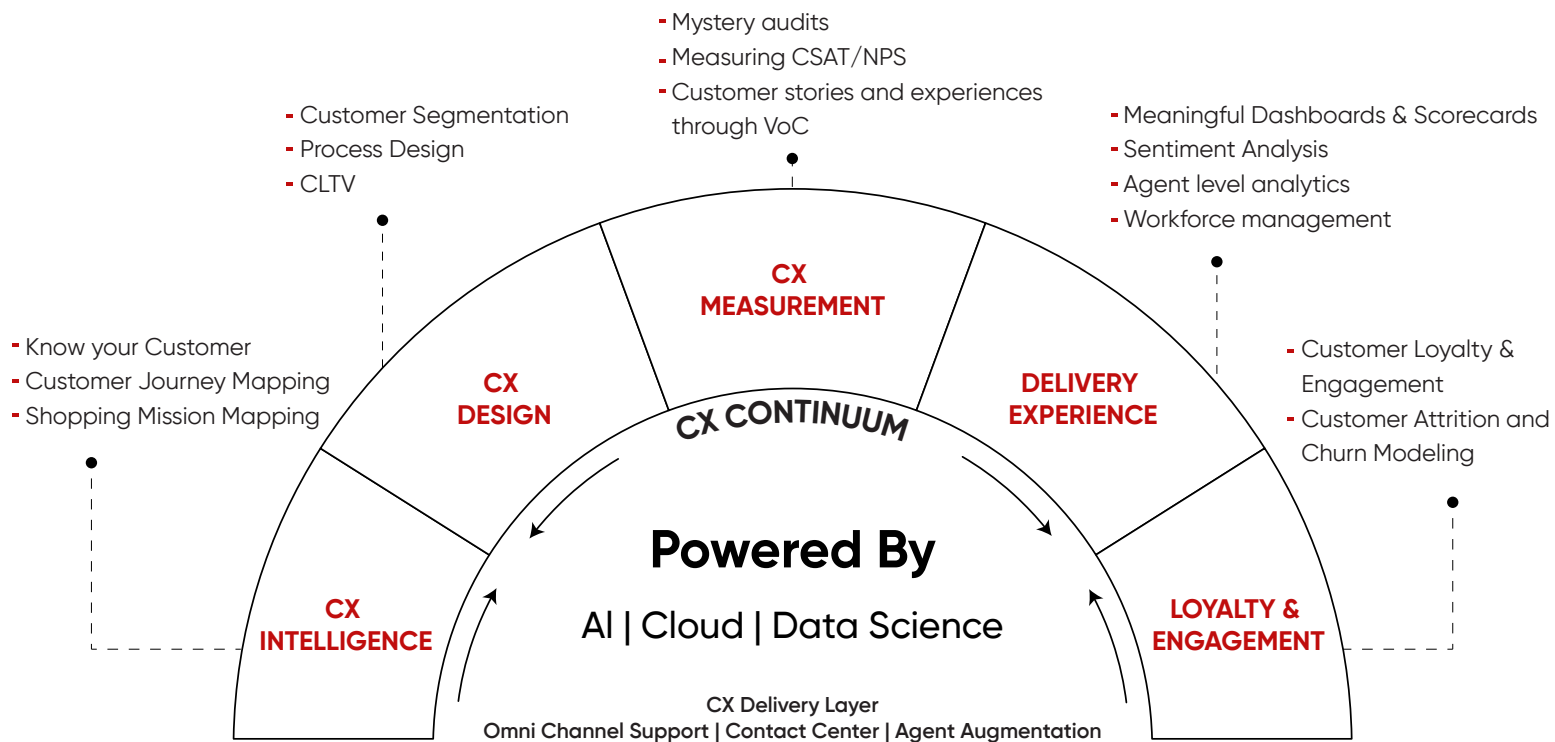 - Mystery audits
- Measuring CSAT/NPS
- Customer stories and experiences
through VoC
- Customer Segmentation
- Process Design
- CLTV
- Meaningful Dashboards & Scorecards
- Sentiment Analysis
- Agent level analytics
- Workforce management
- Know your Customer
- Customer Journey Mapping
- Shopping Mission Mapping
- Customer Loyalty &
Engagement
- Customer Attrition and
Churn Modeling
CX
INTELLIGENCE
CX
DESIGN
CX
MEASUREMENT
DELIVERY
EXPERIENCE
LOYALTY &
ENGAGEMENT
CX CONTINUUM
Powered By
AI | Cloud | Data Science
CX Delivery Layer
Omni Channel Support | Contact Center | Agent Augmentation